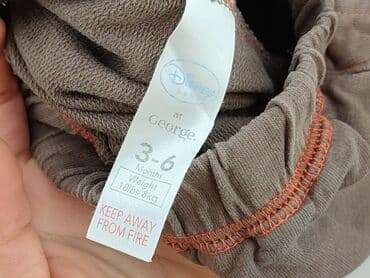 Disney
at
George.
3-6
Months
Weight
18lbs 8kg
KEEP AWAY
FROM FIRE